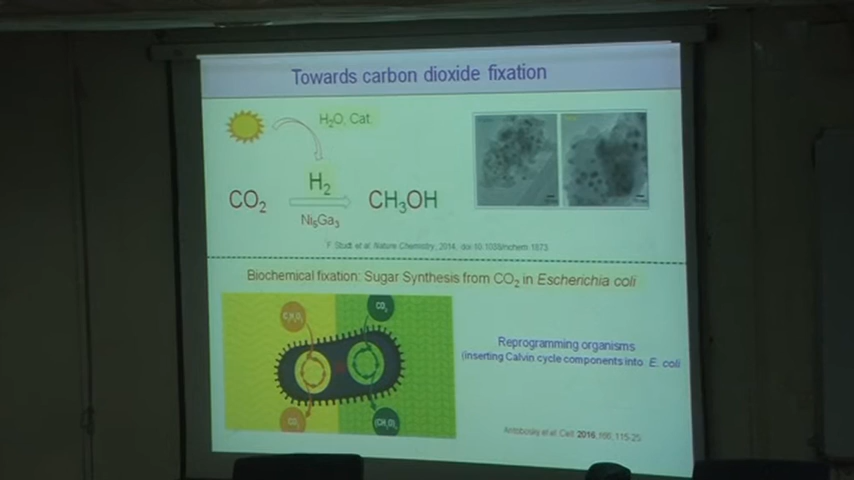 Towards carbon dioxide fixation
H₂O, Cat.
H₂
CO₂
CH₃OH
Ni₅Ga₃
F. Studt et al. Nature Chemistry, 2014, doi:10.1038/nchem.1873
Biochemical fixation: Sugar Synthesis from CO₂ in Escherichia coli
CO₂
Reprogramming organisms
(inserting Calvin cycle components into E. coli
CO₂
(CH₂O)ₙ
et al. Cell. 2016, 166, 115-25